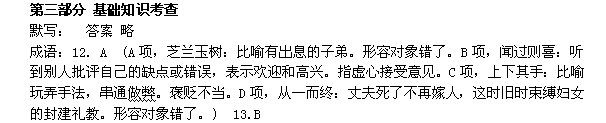 第三部分 基础知识考查
默写： 答案 略
成语：12. A （A 项，芝兰玉树：比喻有出息的子弟。形容对象错了。B 项，闻过则喜：听
到别人批评自己的缺点或错误，表示欢迎和高兴。指虚心接受意见。C 项，上下其手：比喻
玩弄手法，串通做弊。褒贬不当。D 项，从一而终：丈夫死了不再嫁人，这时旧时束缚妇女
的封建礼教。形容对象错了。） 13.B